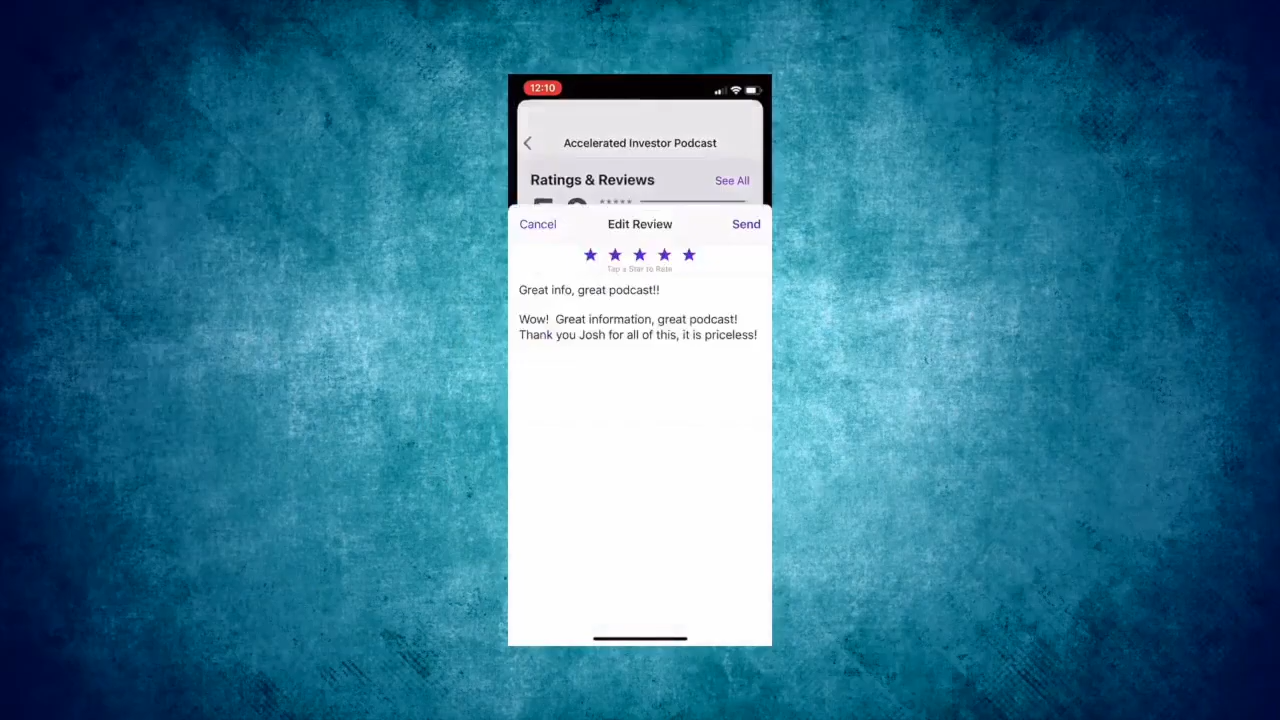 12:10
Accelerated Investor Podcast
Ratings & Reviews
See All
Cancel
Edit Review
Send
Tap a Star to Rate
Great info, great podcast!!
Wow!  Great information, great podcast!
Thank you Josh for all of this, it is priceless!